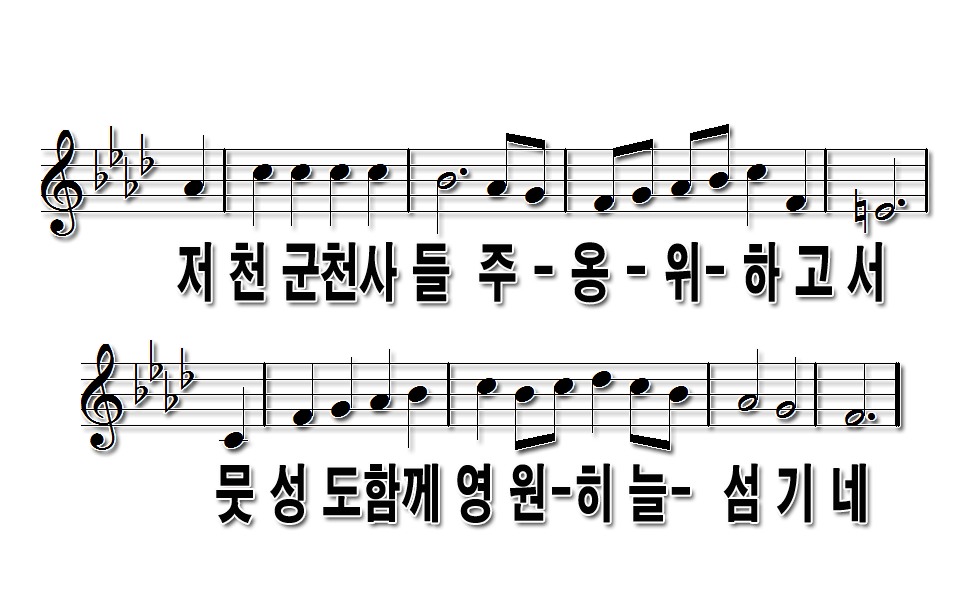 저 천 군천사 들 주 - 옹 - 위- 하 고 서
뭇 성 도함께 영 원-히 늘- 섬 기 네